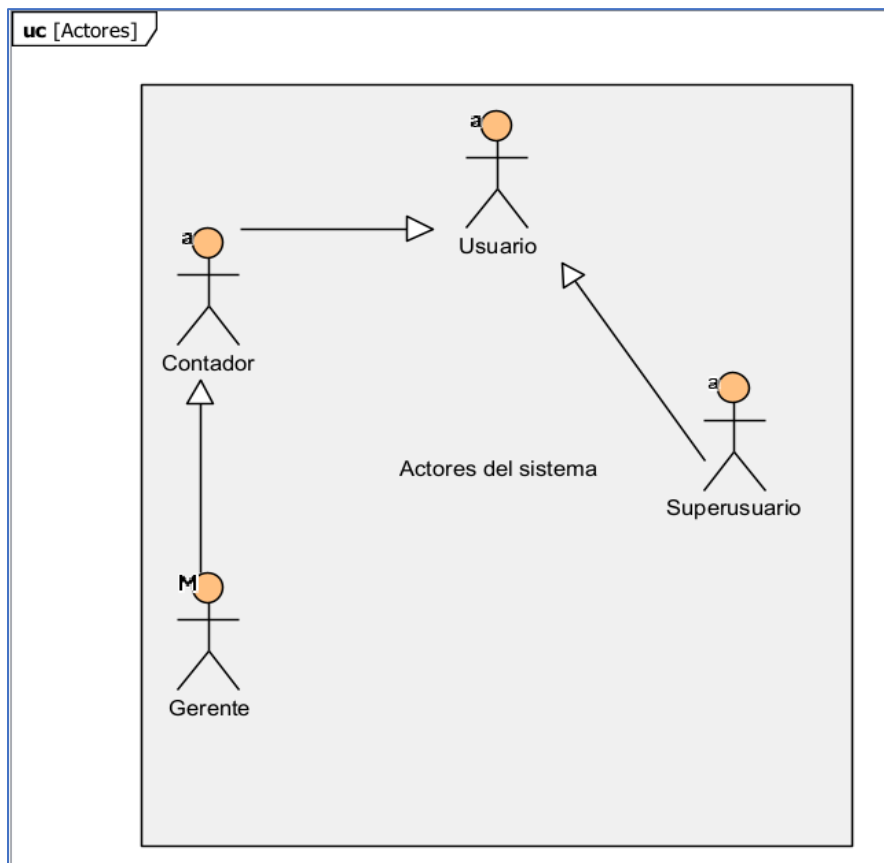 uc [Actores]
a
Usuario
a
Contador
a
Actores del sistema
Superusuario
M
Gerente